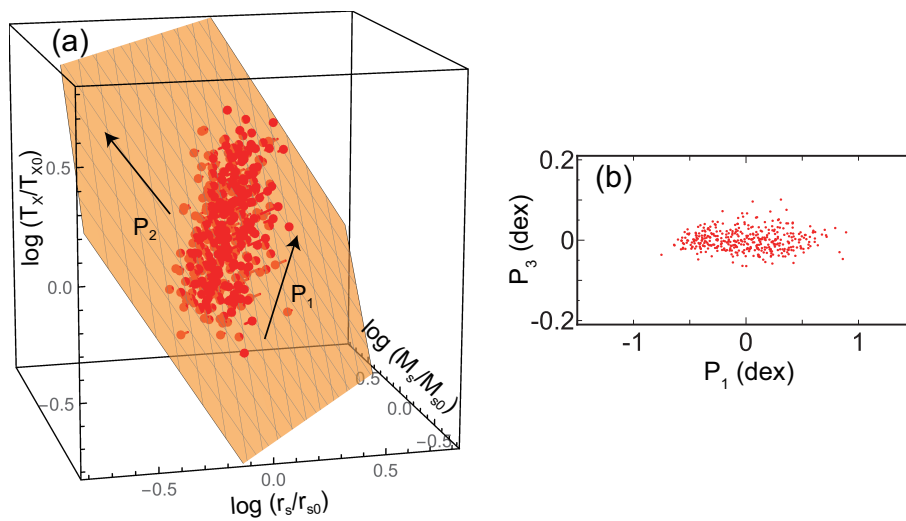 (a)
log (T_X/T_X0)
0.5
0.0
−0.5
P_2
P_1
−0.5
0.0
0.5
log (r_s/r_s0)
log (M_s/M_s0)
0.5
0.0
−0.5
(b)
P_3 (dex)
0.2
0
-0.2
-1
0
1
P_1 (dex)